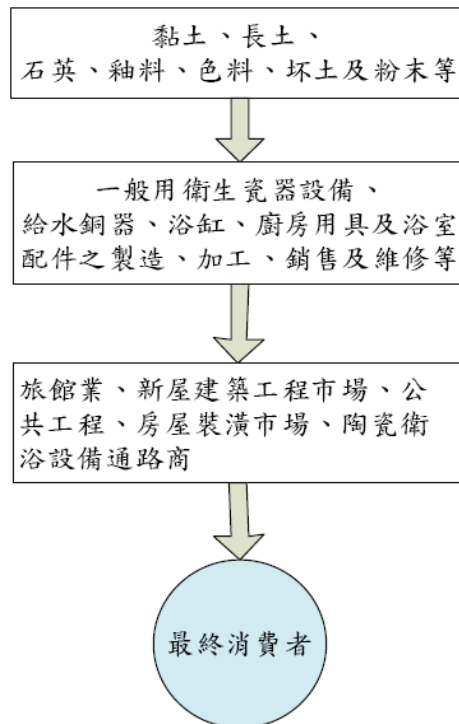 黏土、長土、
石英、釉料、色料、坏土及粉末等
一般用衛生瓷器設備、
給水銅器、浴缸、廚房用具及浴室
配件之製造、加工、銷售及維修等
旅館業、新屋建築工程市場、公
共工程、房屋裝潢市場、陶瓷衛
浴設備通路商
最終消費者